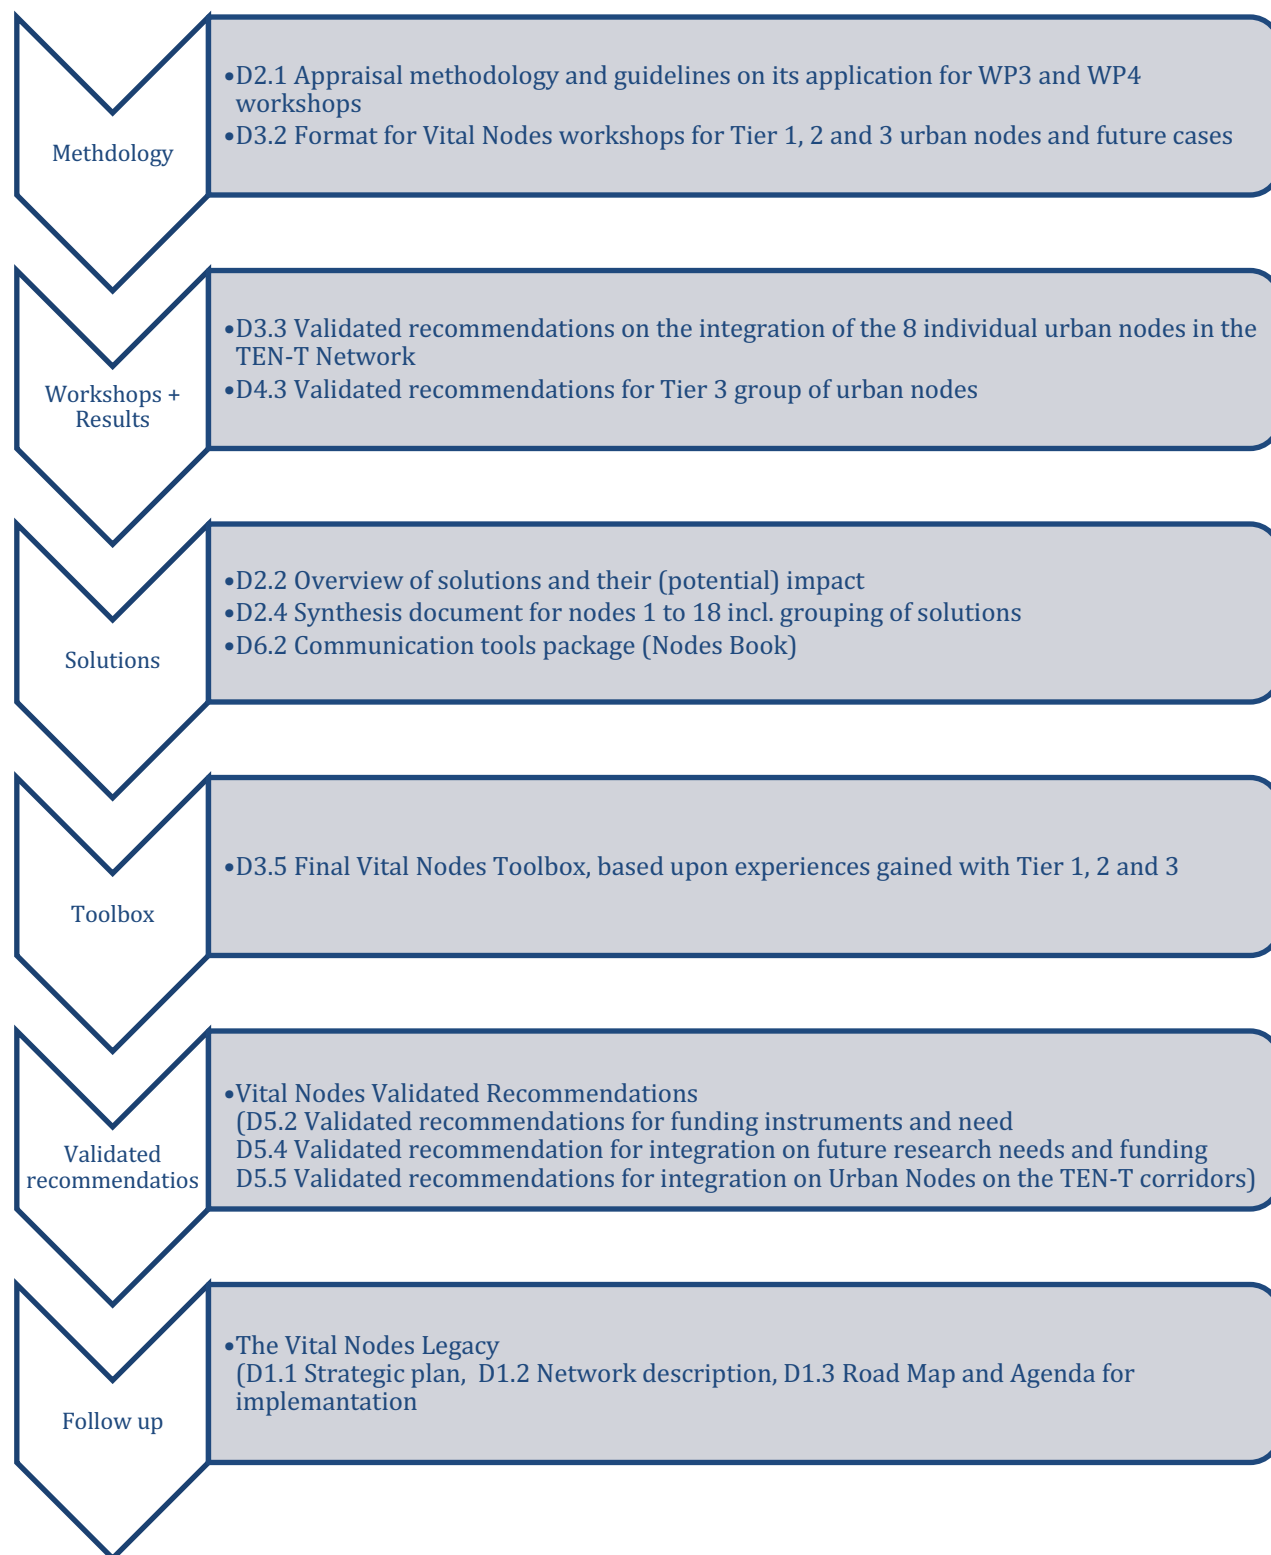 Methdology
•D2.1 Appraisal methodology and guidelines on its application for WP3 and WP4
workshops
•D3.2 Format for Vital Nodes workshops for Tier 1, 2 and 3 urban nodes and future cases
Workshops +
Results
•D3.3 Validated recommendations on the integration of the 8 individual urban nodes in the
TEN-T Network
•D4.3 Validated recommendations for Tier 3 group of urban nodes
Solutions
•D2.2 Overview of solutions and their (potential) impact
•D2.4 Synthesis document for nodes 1 to 18 incl. grouping of solutions
•D6.2 Communication tools package (Nodes Book)
Toolbox
•D3.5 Final Vital Nodes Toolbox, based upon experiences gained with Tier 1, 2 and 3
Validated
recommendatios
•Vital Nodes Validated Recommendations
(D5.2 Validated recommendations for funding instruments and need
D5.4 Validated recommendation for integration on future research needs and funding
D5.5 Validated recommendations for integration on Urban Nodes on the TEN-T corridors)
Follow up
•The Vital Nodes Legacy
(D1.1 Strategic plan,  D1.2 Network description, D1.3 Road Map and Agenda for
implemantation